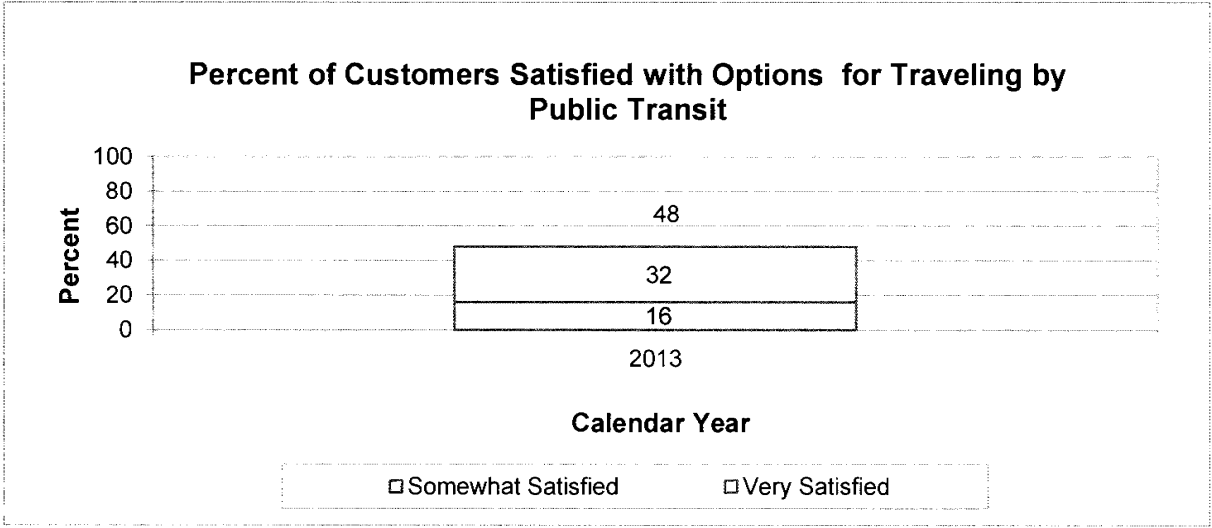 Percent of Customers Satisfied with Options for Traveling by
Public Transit
Percent
100
80
60
40
20
0
48
32
16
2013
Calendar Year
Somewhat Satisfied
Very Satisfied